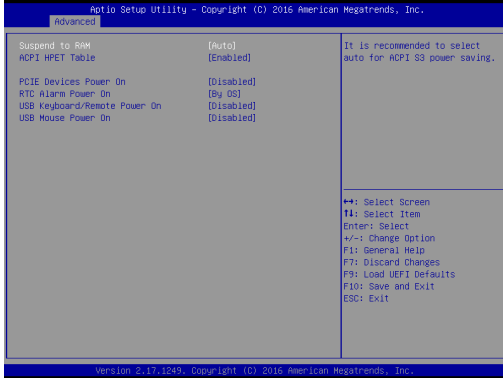 Aptio Setup Utility – Copyright (C) 2016 American Megatrends, Inc.
Advanced
Suspend to RAM [Auto]
ACPI HPET Table [Enabled]
PCIE Devices Power On [Disabled]
RTC Alarm Power On [By OS]
USB Keyboard/Remote Power On [Disabled]
USB Mouse Power On [Disabled]
It is recommended to select
auto for ACPI S3 power saving.
↔: Select Screen
↑↓: Select Item
Enter: Select
+/-: Change Option
F1: General Help
F7: Discard Changes
F9: Load UEFI Defaults
F10: Save and Exit
ESC: Exit
Version 2.17.1249. Copyright (C) 2016 American Megatrends, Inc.